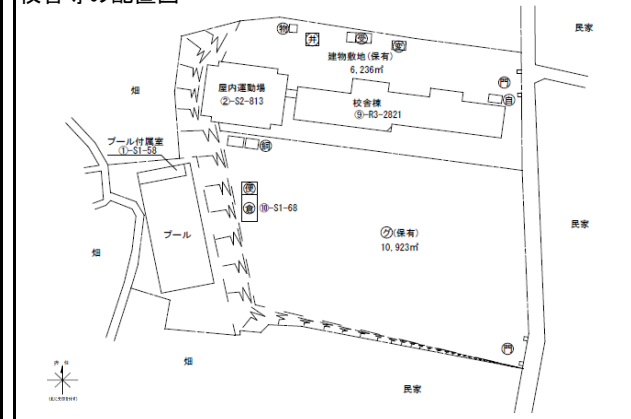 校舎等の配置図
民家
物
井
受
変
建物敷地(保有)
6,236㎡
畑
屋内運動場
②-S2-813
校舎棟
⑨-R3-2821
門
自
プール付属室
①-S1-58
飼
便
倉
⑩-S1-68
プール
グ(保有)
10,923㎡
民家
畑
畑
門
民家